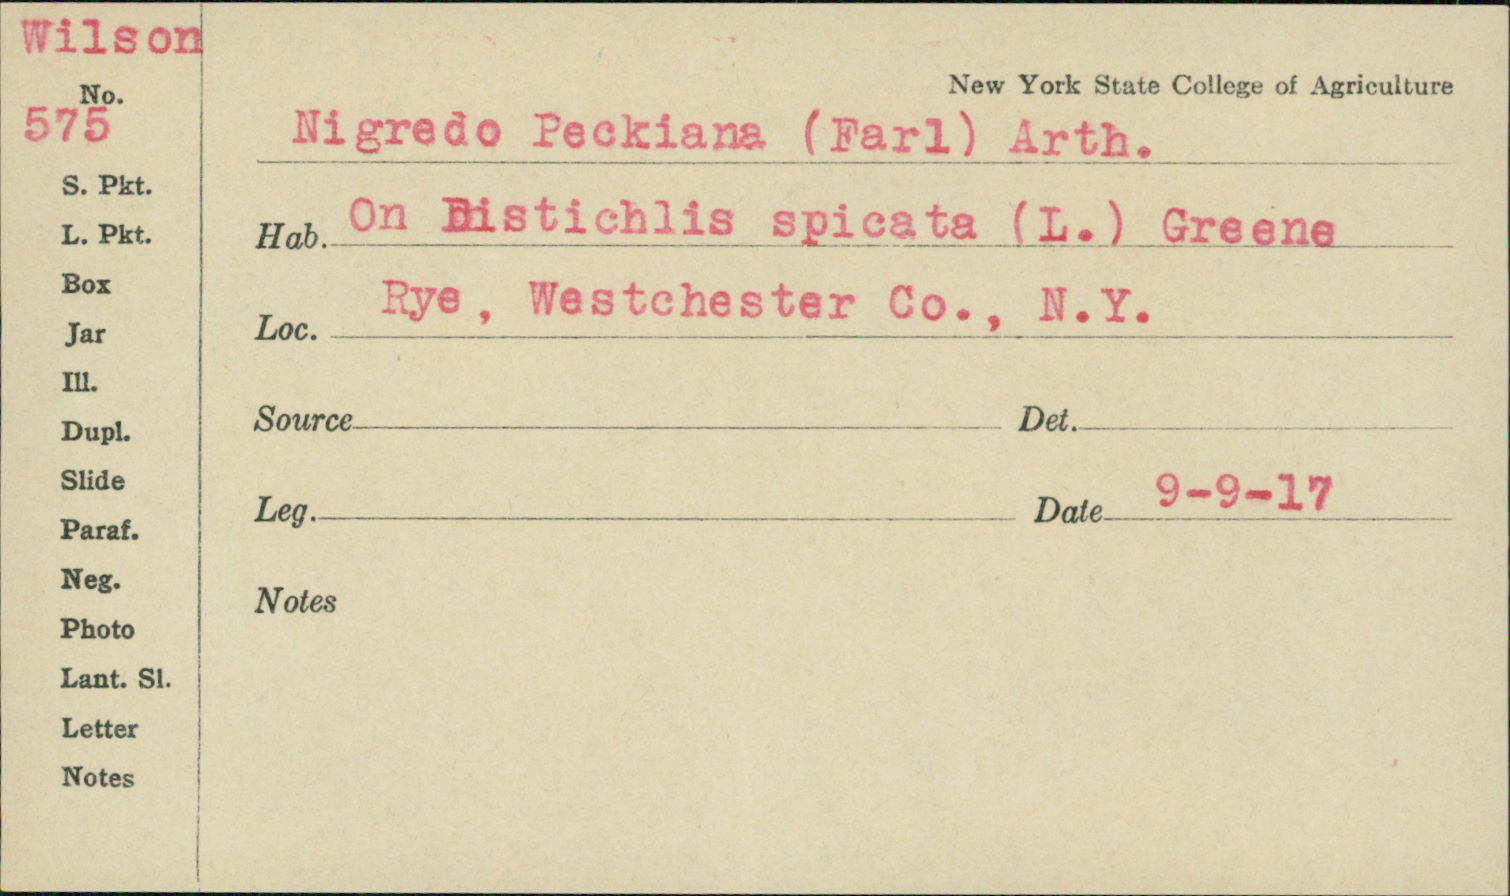 Wilson
No.
575
S. Pkt.
L. Pkt.
Box
Jar
Ill.
Dupl.
Slide
Paraf.
Neg.
Photo
Lant. Sl.
Letter
Notes
New York State College of Agriculture
Nigredo Peckiana (Farl) Arth.
Hab. On Distichlis spicata (L.) Greene
Loc. Rye, Westchester Co., N.Y.
Source Det.
Leg. Date 9-9-17
Notes